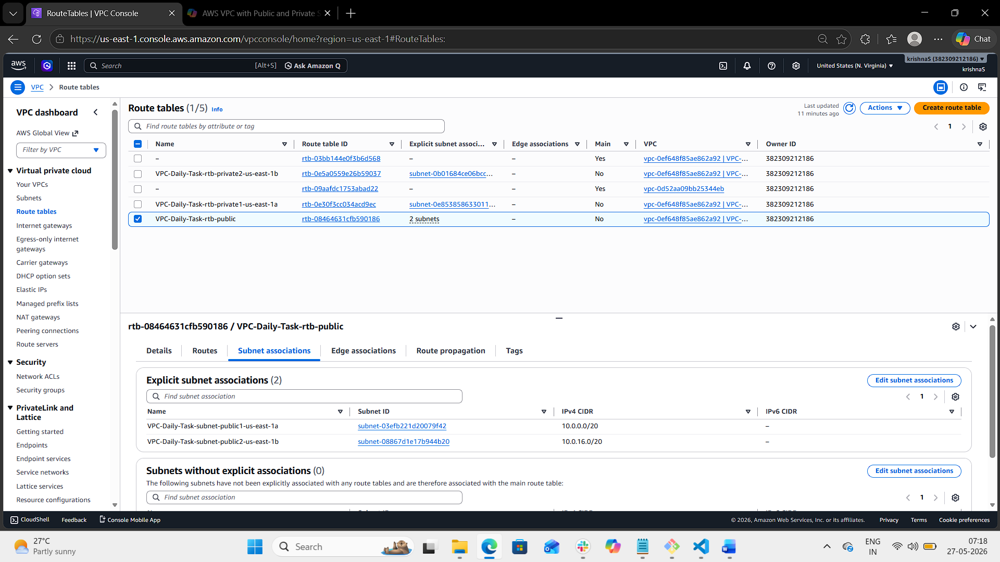 RouteTables | VPC Console
AWS VPC with Public and Private S
https://us-east-1.console.aws.amazon.com/vpcconsole/home?region=us-east-1#RouteTables:
Chat
aws
Search
[Alt+S]
Ask Amazon Q
United States (N. Virginia)
krishnaS (382309212186)
krishnaS
VPC
Route tables
VPC dashboard
AWS Global View
Filter by VPC
Virtual private cloud
Your VPCs
Subnets
Route tables
Internet gateways
Egress-only internet
gateways
Carrier gateways
DHCP option sets
Elastic IPs
Managed prefix lists
NAT gateways
Peering connections
Route servers
Security
Network ACLs
Security groups
PrivateLink and
Lattice
Getting started
Endpoints
Endpoint services
Service networks
Lattice services
Resource configurations
Route tables (1/5) Info
Last updated
11 minutes ago
Actions
Create route table
Find route tables by attribute or tag
1
Name Route table ID Explicit subnet associ... Edge associations Main VPC Owner ID
– rtb-03bb144e0f3b6d568 – – Yes vpc-0ef648f85ae862a92 | VPC-... 382309212186
VPC-Daily-Task-rtb-private2-us-east-1b rtb-0e5a0559e26b59037 subnet-0b01684ce06bcc... – No vpc-0ef648f85ae862a92 | VPC-... 382309212186
– rtb-09aafdc1753abad22 – – Yes vpc-0d52aa09bb25344eb 382309212186
VPC-Daily-Task-rtb-private1-us-east-1a rtb-0e30f3cc034acd9ec subnet-0e853858633011... – No vpc-0ef648f85ae862a92 | VPC-... 382309212186
VPC-Daily-Task-rtb-public rtb-08464631cfb590186 2 subnets – No vpc-0ef648f85ae862a92 | VPC-... 382309212186
rtb-08464631cfb590186 / VPC-Daily-Task-rtb-public
Details Routes Subnet associations Edge associations Route propagation Tags
Explicit subnet associations (2)
Edit subnet associations
Find subnet association
1
Name Subnet ID IPv4 CIDR IPv6 CIDR
VPC-Daily-Task-subnet-public1-us-east-1a subnet-03efb221d20079f42 10.0.0.0/20 –
VPC-Daily-Task-subnet-public2-us-east-1b subnet-08867d1e17b944b20 10.0.16.0/20 –
Subnets without explicit associations (0)
Edit subnet associations
The following subnets have not been explicitly associated with any route tables and are therefore associated with the main route table:
Find subnet association
1
CloudShell
Feedback
Console Mobile App
© 2026, Amazon Web Services, Inc. or its affiliates.
Privacy
Terms
Cookie preferences
27°C
Partly sunny
Search
ENG
IN
07:18
27-05-2026